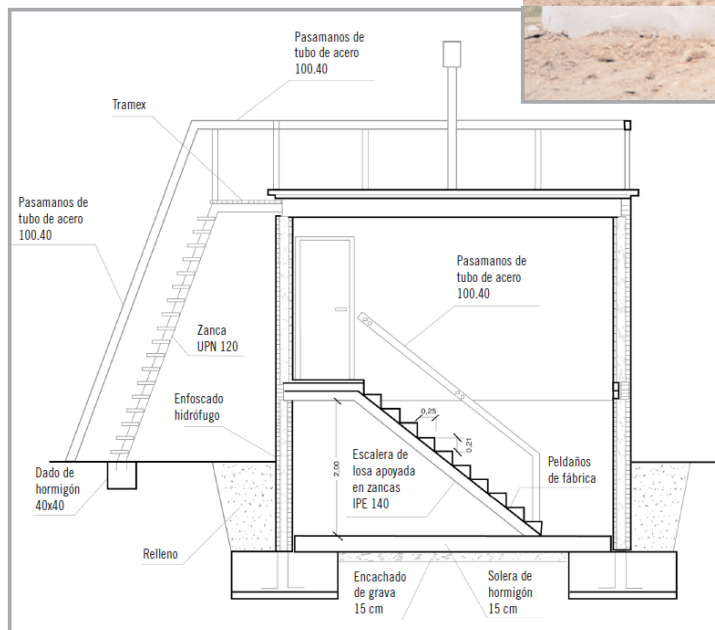 Pasamanos de
tubo de acero
100.40
Tramex
Pasamanos de
tubo de acero
100.40
Pasamanos de
tubo de acero
100.40
Zanca
UPN 120
Enfoscado
hidrófugo
0,25
0,21
2,00
Escalera de
losa apoyada
en zancas
IPE 140
Peldaños
de fábrica
Dado de
hormigón
40x40
Relleno
Encachado
de grava
15 cm
Solera de
hormigón
15 cm